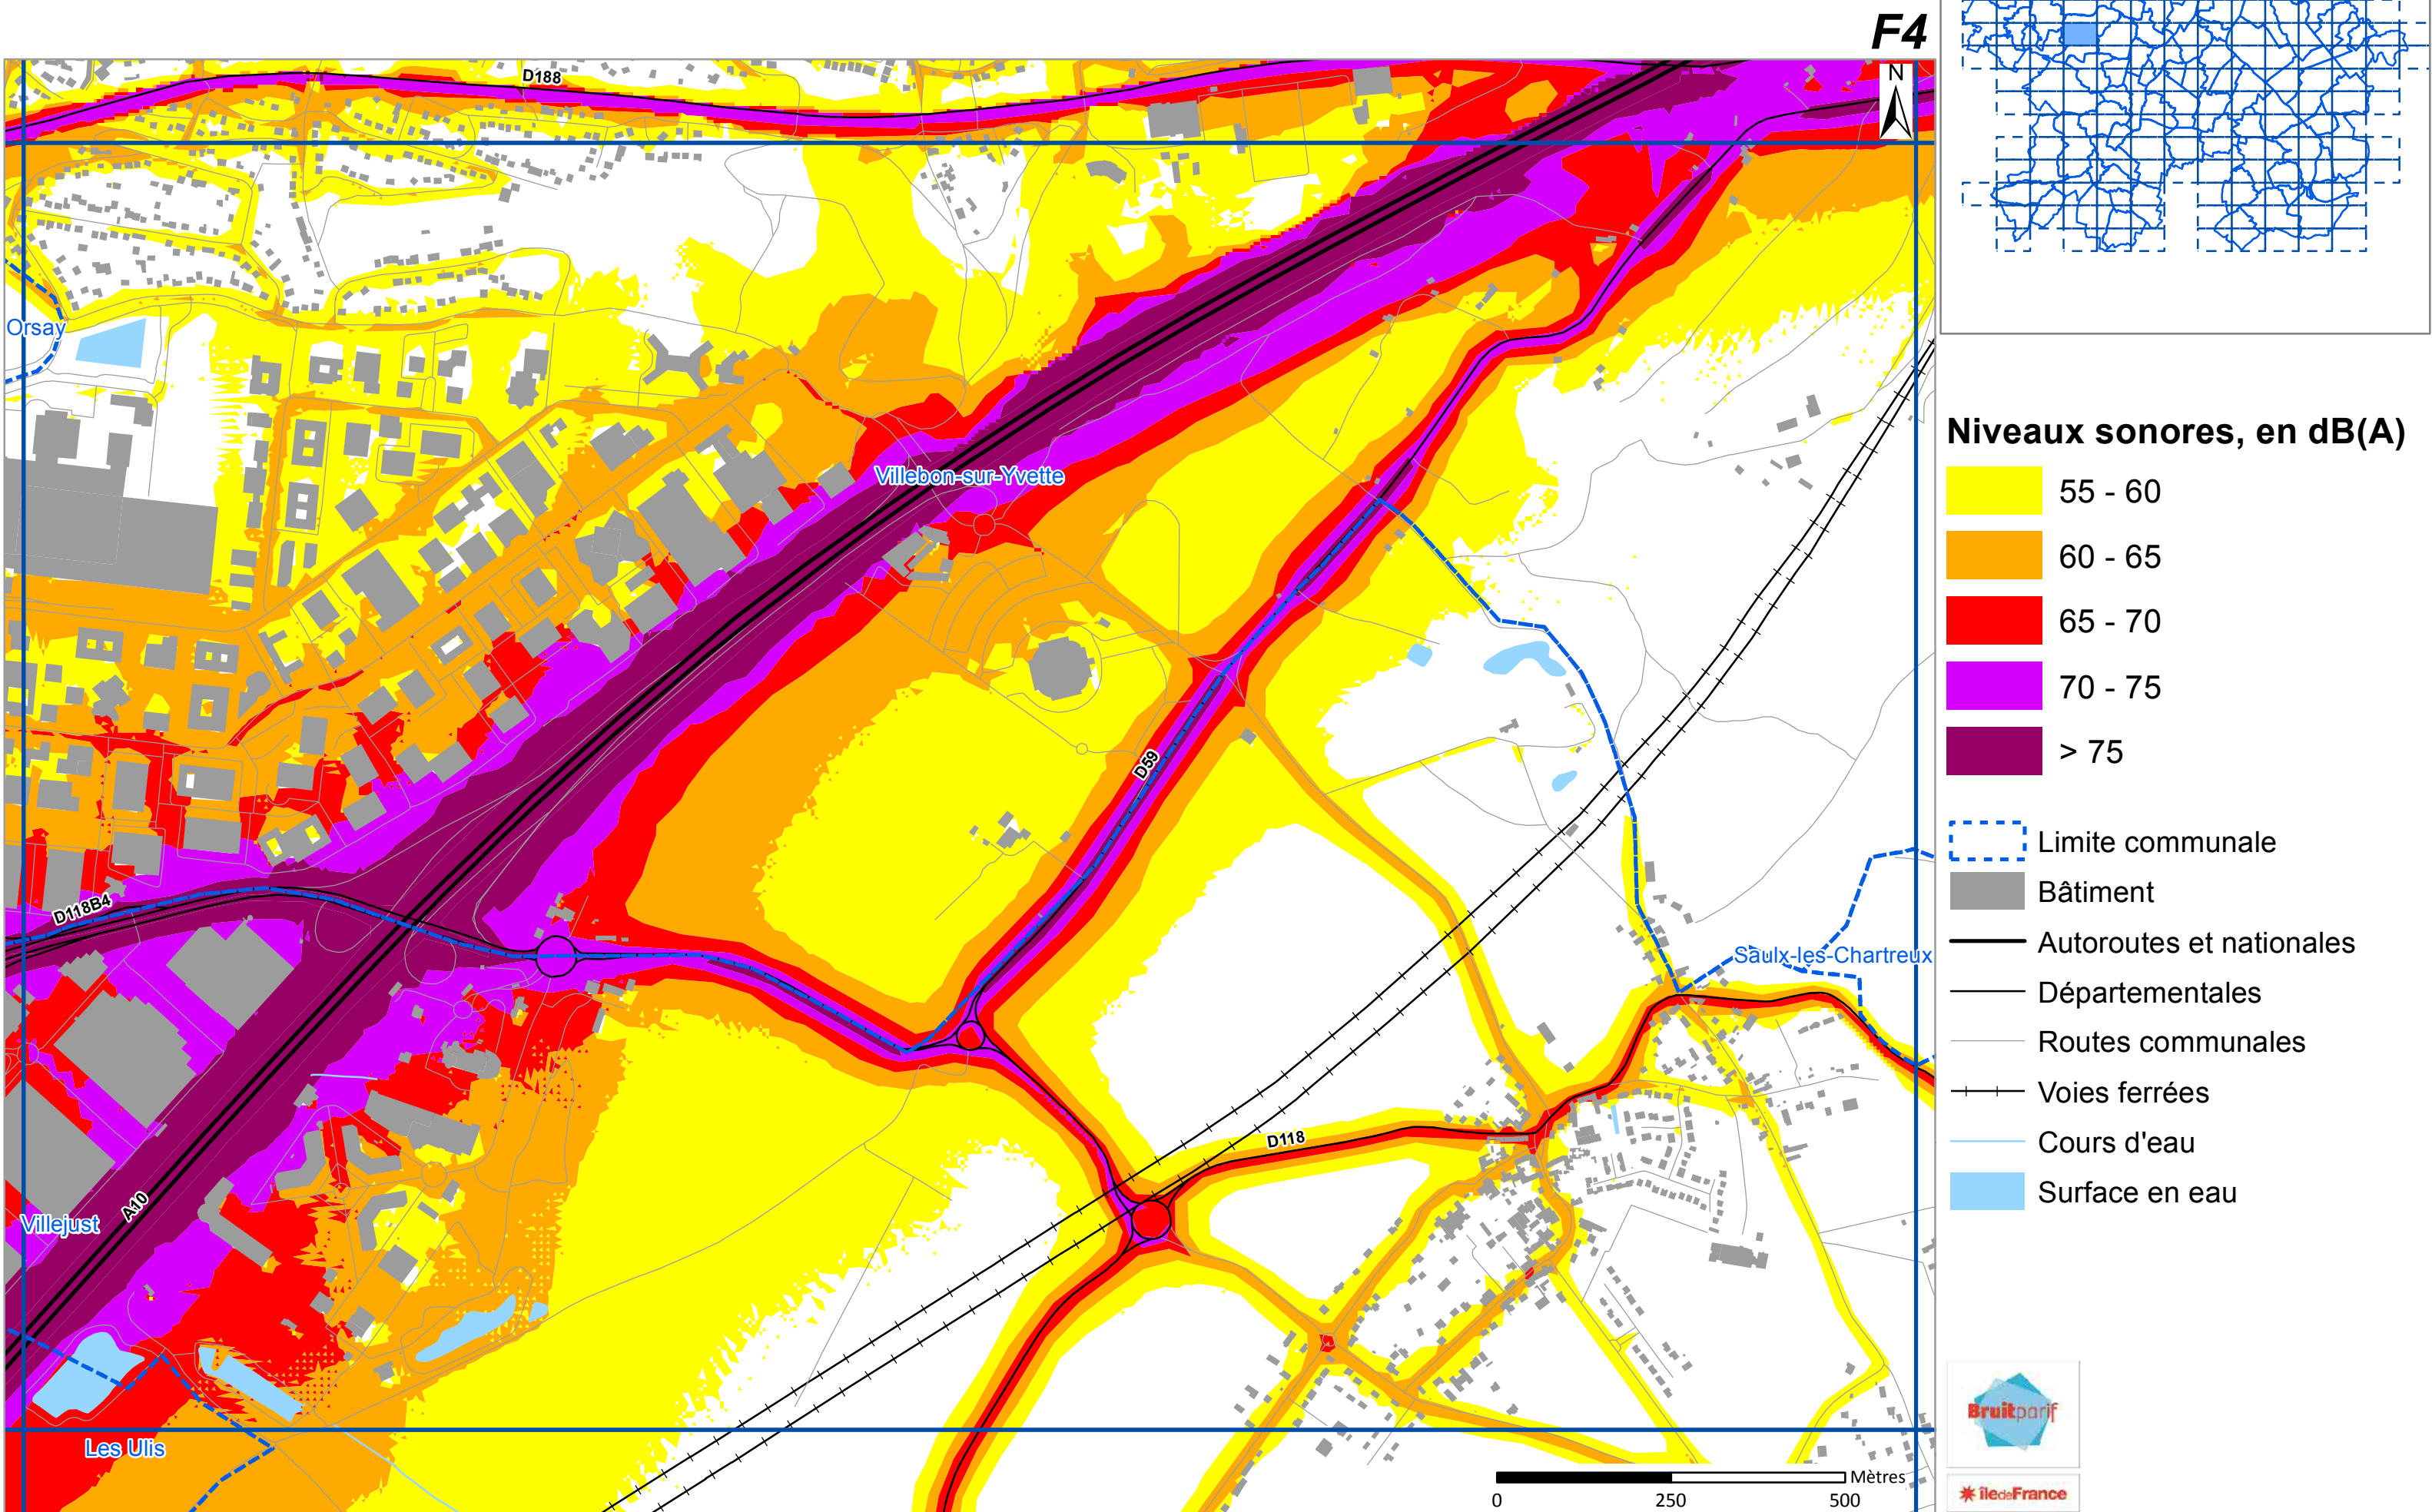 F4
N
D188
Orsay
Villebon-sur-Yvette
D59
D118B4
Saulx-les-Chartreux
D118
A10
Villejust
Les Ulis
Mètres
0 250 500
Niveaux sonores, en dB(A)
55 - 60
60 - 65
65 - 70
70 - 75
> 75
Limite communale
Bâtiment
Autoroutes et nationales
Départementales
Routes communales
Voies ferrées
Cours d'eau
Surface en eau
Bruitparif
îledeFrance